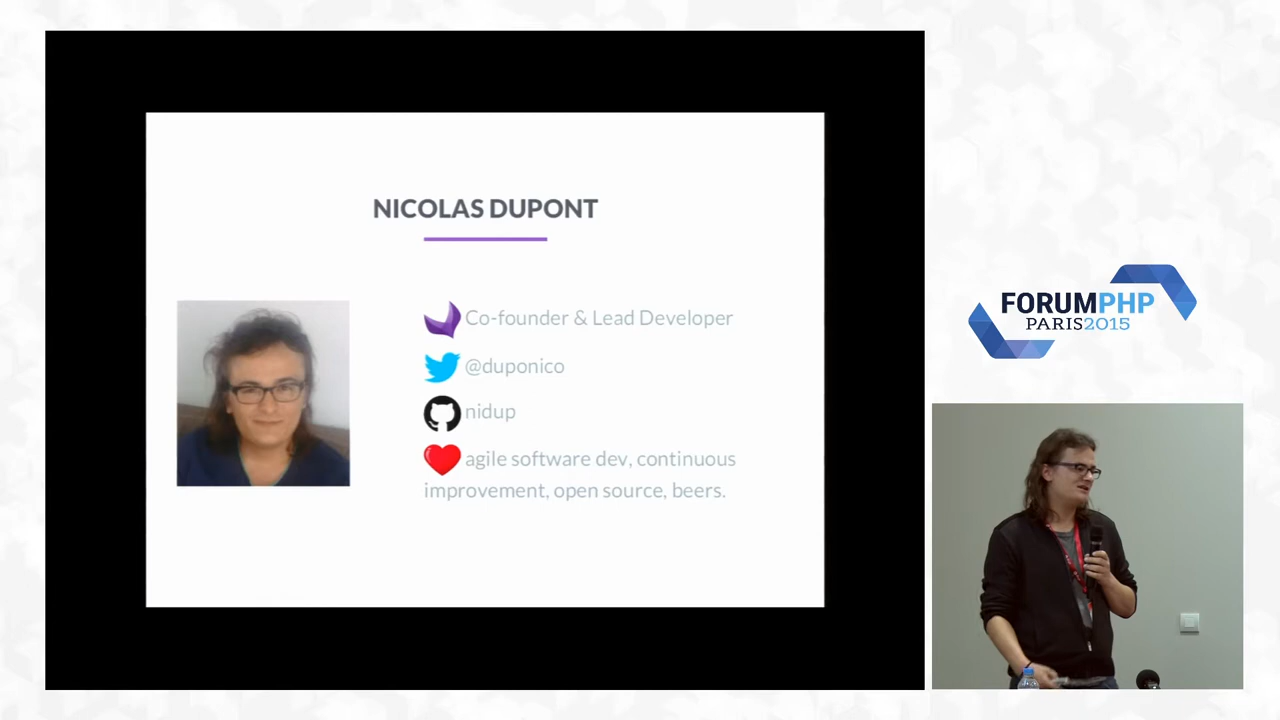 NICOLAS DUPONT
Co-founder & Lead Developer
@duponico
nidup
agile software dev, continuous
improvement, open source, beers.
FORUMPHP
PARIS2015